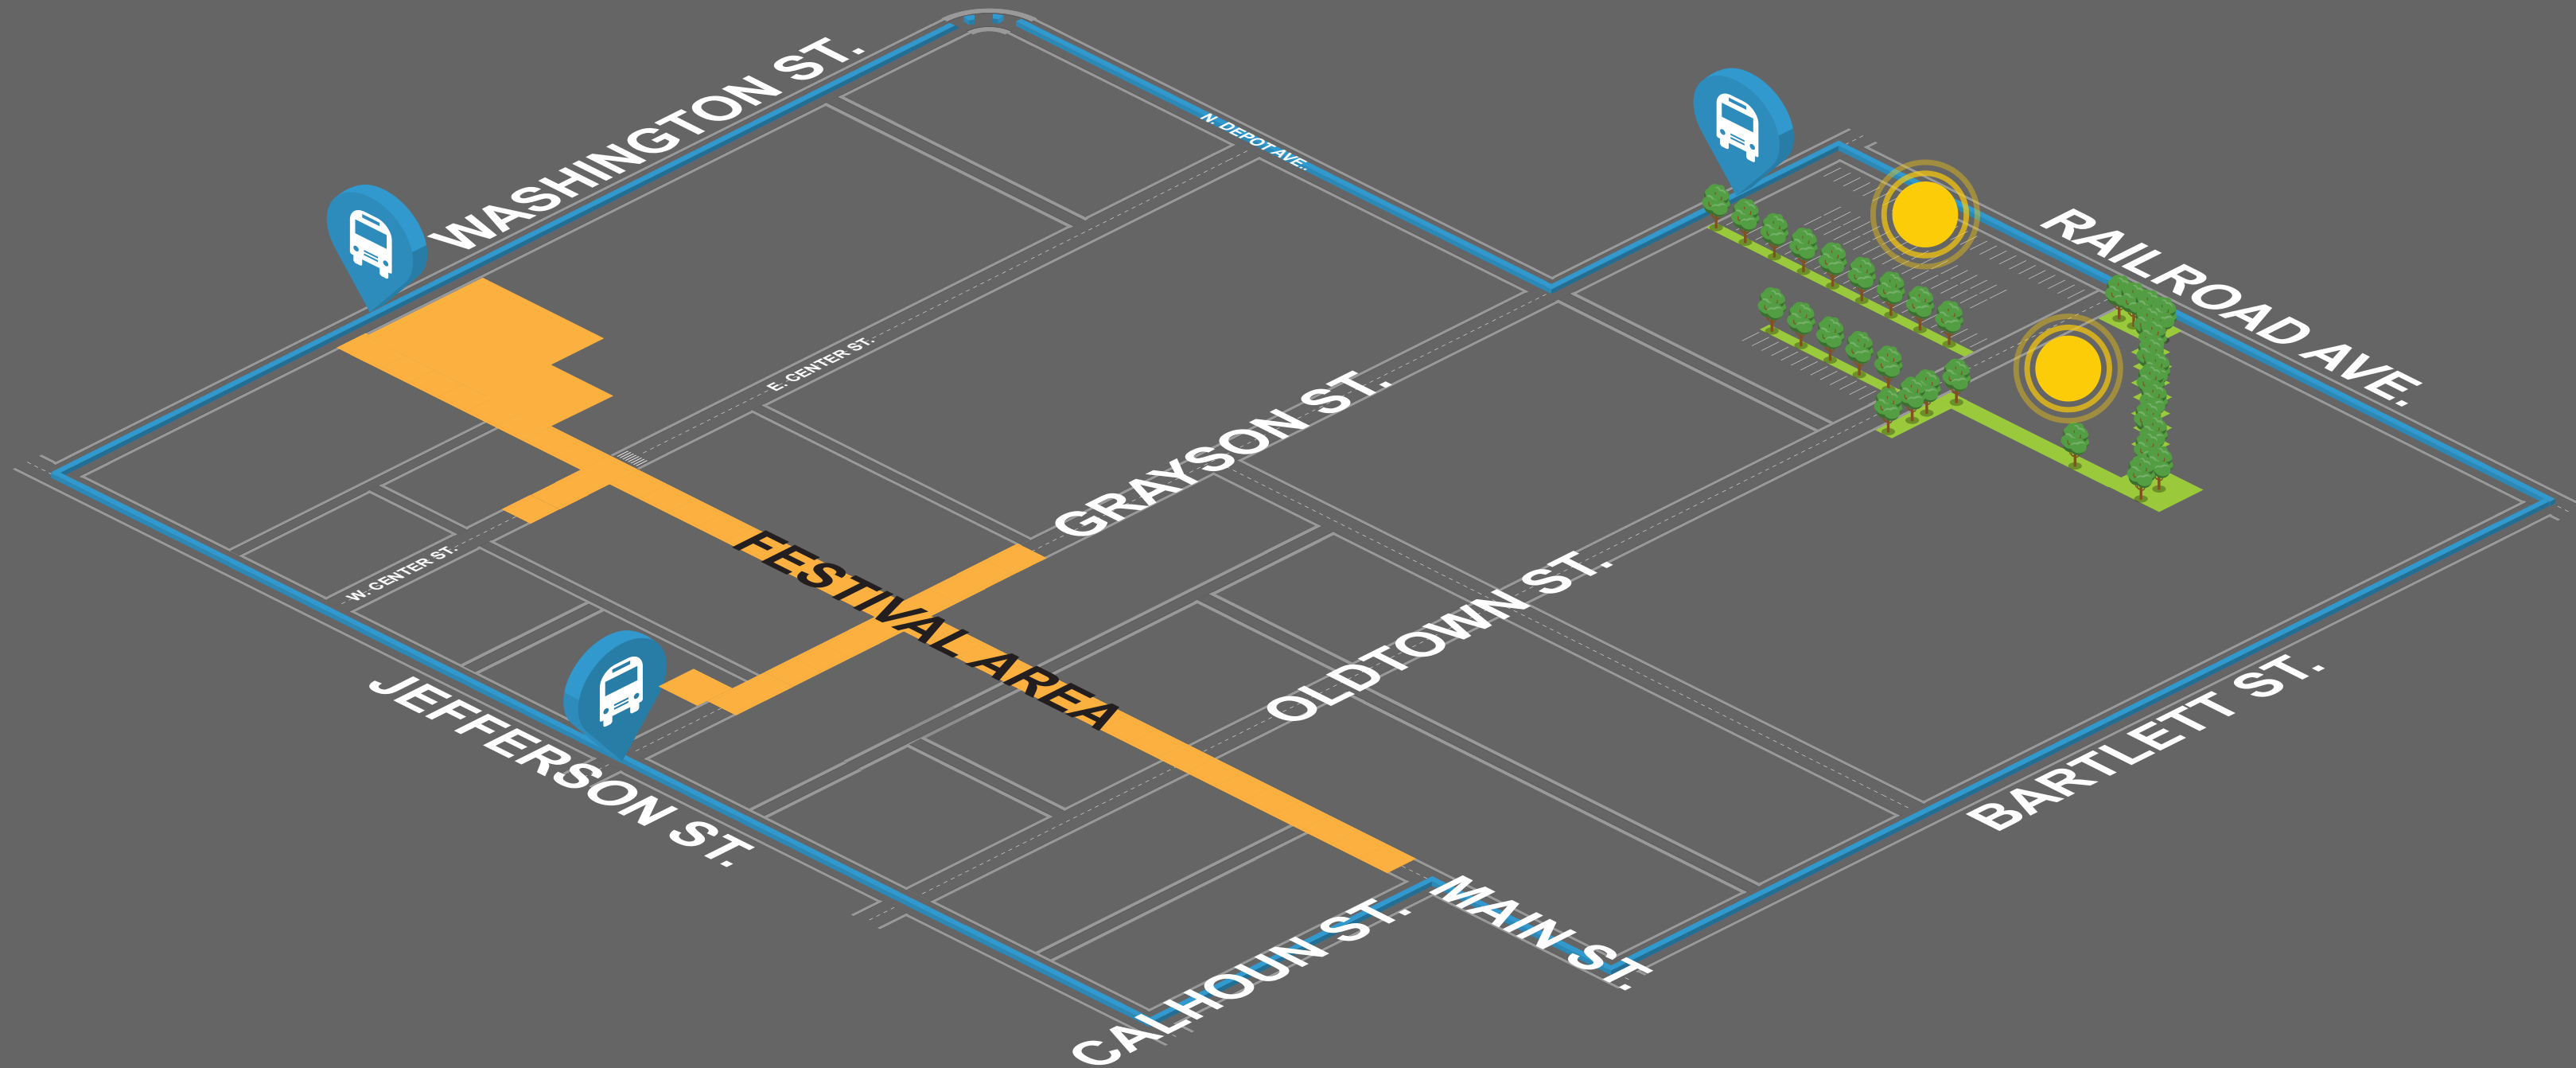 WASHINGTON ST.
N. DEPOT AVE..
RAILROAD AVE.
E. CENTER ST.
GRAYSON ST.
W. CENTER ST.
FESTIVAL AREA
OLDTOWN ST.
JEFFERSON ST.
BARTLETT ST.
MAIN ST.
CALHOUN ST.